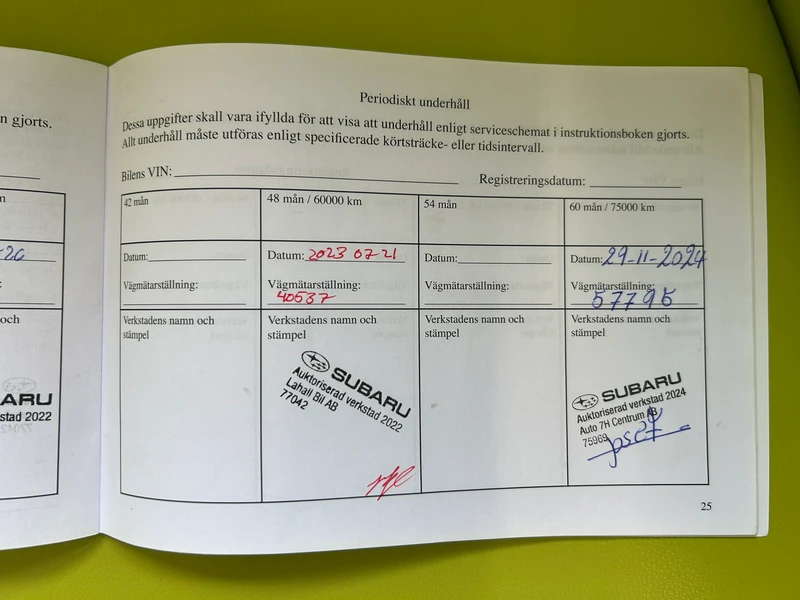 n gjorts.
n
-20
och
ARU
stad 2022
Periodiskt underhåll
Dessa uppgifter skall vara ifyllda för att visa att underhåll enligt serviceschemat i instruktionsboken gjorts.
Allt underhåll måste utföras enligt specificerade körtsträcke- eller tidsintervall.
Bilens VIN: Registreringsdatum:
42 mån
Datum:
Vägmätarställning:
Verkstadens namn och
stämpel
48 mån / 60000 km
Datum: 2023 07-21
Vägmätarställning:
40537
Verkstadens namn och
stämpel
SUBARU
Auktoriserad verkstad 2022
Lahall Bil AB
77042
54 mån
Datum:
Vägmätarställning:
Verkstadens namn och
stämpel
60 mån / 75000 km
Datum: 29-11-2024
Vägmätarställning:
57795
Verkstadens namn och
stämpel
SUBARU
Auktoriserad verkstad 2024
Auto 7H Centrum AB
75969
25